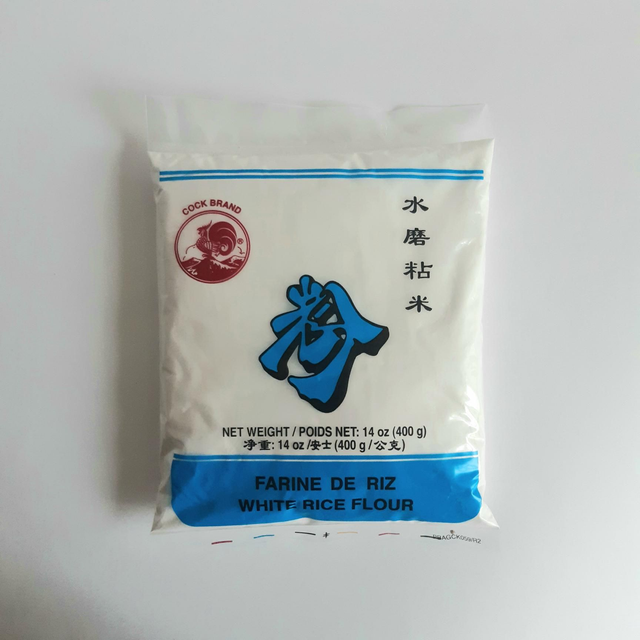 COCK BRAND
®
水磨粘米
粉
NET WEIGHT / POIDS NET: 14 oz (400 g)
净重: 14 oz /安士 (400 g /公克)
FARINE DE RIZ
WHITE RICE FLOUR